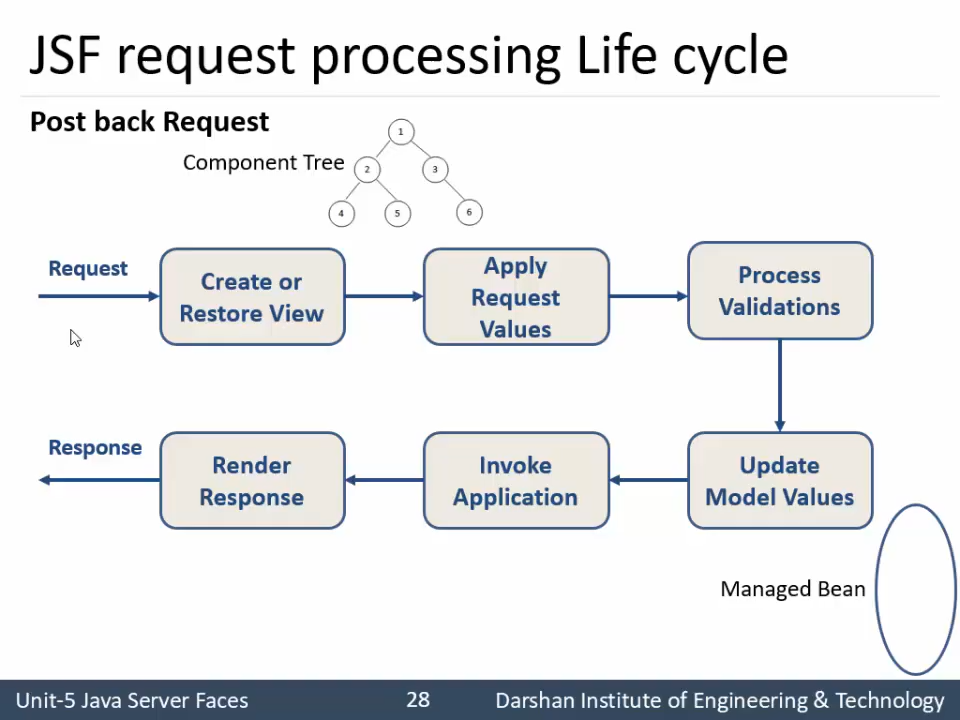 JSF request processing Life cycle
Post back Request
Component Tree
1
2
3
4
5
6
Request
Create or
Restore View
Apply
Request
Values
Process
Validations
Response
Render
Response
Invoke
Application
Update
Model Values
Managed Bean
Unit-5 Java Server Faces
28
Darshan Institute of Engineering & Technology